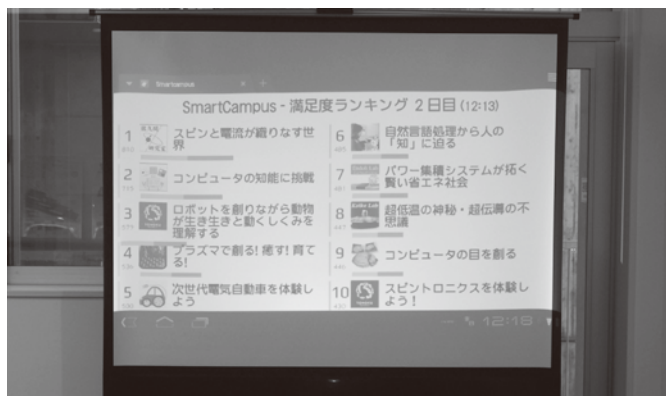 Smartcampus
SmartCampus - 満足度ランキング 2日目 (12:13)
1
スピンと電流が織りなす世
界
2
コンピュータの知能に挑戦
3
ロボットを創りながら動物
が生き生きと動くしくみを
理解する
4
プラズマで創る! 癒す! 育て
る!
5
次世代電気自動車を体験し
よう
6
自然言語処理から人の
「知」に迫る
7
パワー集積システムが拓く
賢い省エネ社会
8
超低温の神秘・超伝導の不
思議
9
コンピュータの目を創る
10
スピントロニクスを体験し
よう!
12:18